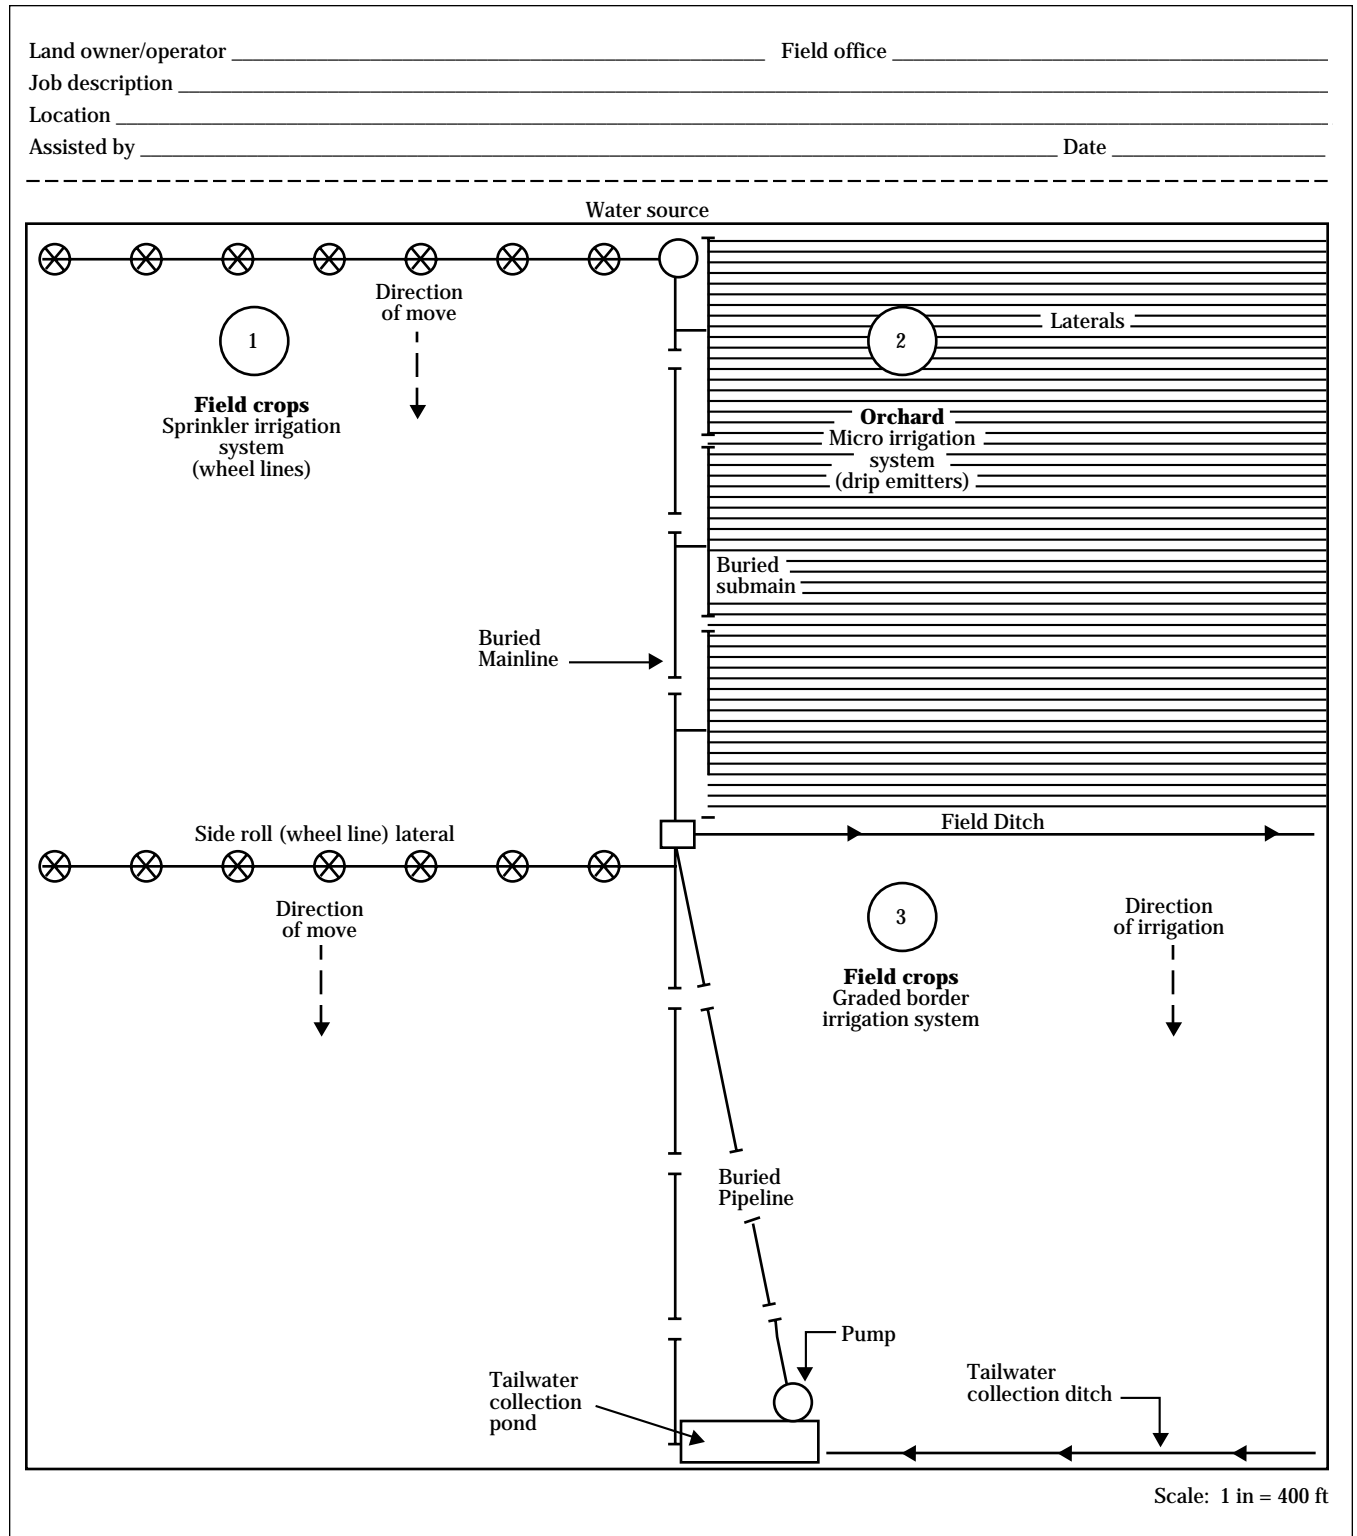 Land owner/operator Field office
Job description
Location
Assisted by Date
Water source
Direction
of move
1
Field crops
Sprinkler irrigation
system
(wheel lines)
2
Laterals
Orchard
Micro irrigation
system
(drip emitters)
Buried
submain
Buried
Mainline
Side roll (wheel line) lateral
Field Ditch
Direction
of move
3
Field crops
Graded border
irrigation system
Direction
of irrigation
Buried
Pipeline
Pump
Tailwater
collection
pond
Tailwater
collection ditch
Scale: 1 in = 400 ft